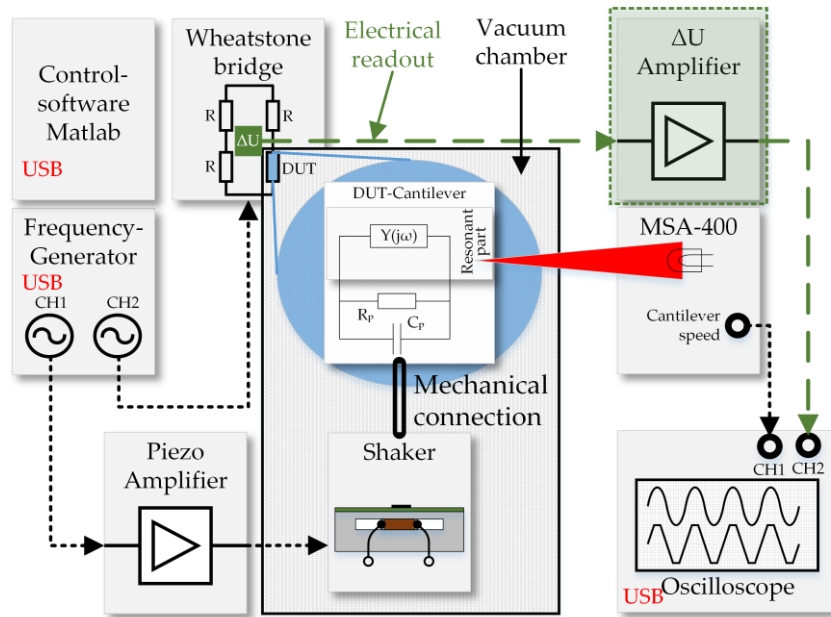 Control-
software
Matlab
USB
Wheatstone
bridge
R
R
ΔU
R
DUT
Electrical
readout
Vacuum
chamber
ΔU
Amplifier
Frequency-
Generator
USB
CH1
CH2
DUT-Cantilever
Y(jω)
Resonant
part
R_P
C_P
MSA-400
Cantilever
speed
Mechanical
connection
Piezo
Amplifier
Shaker
CH1
CH2
Oscilloscope
USB